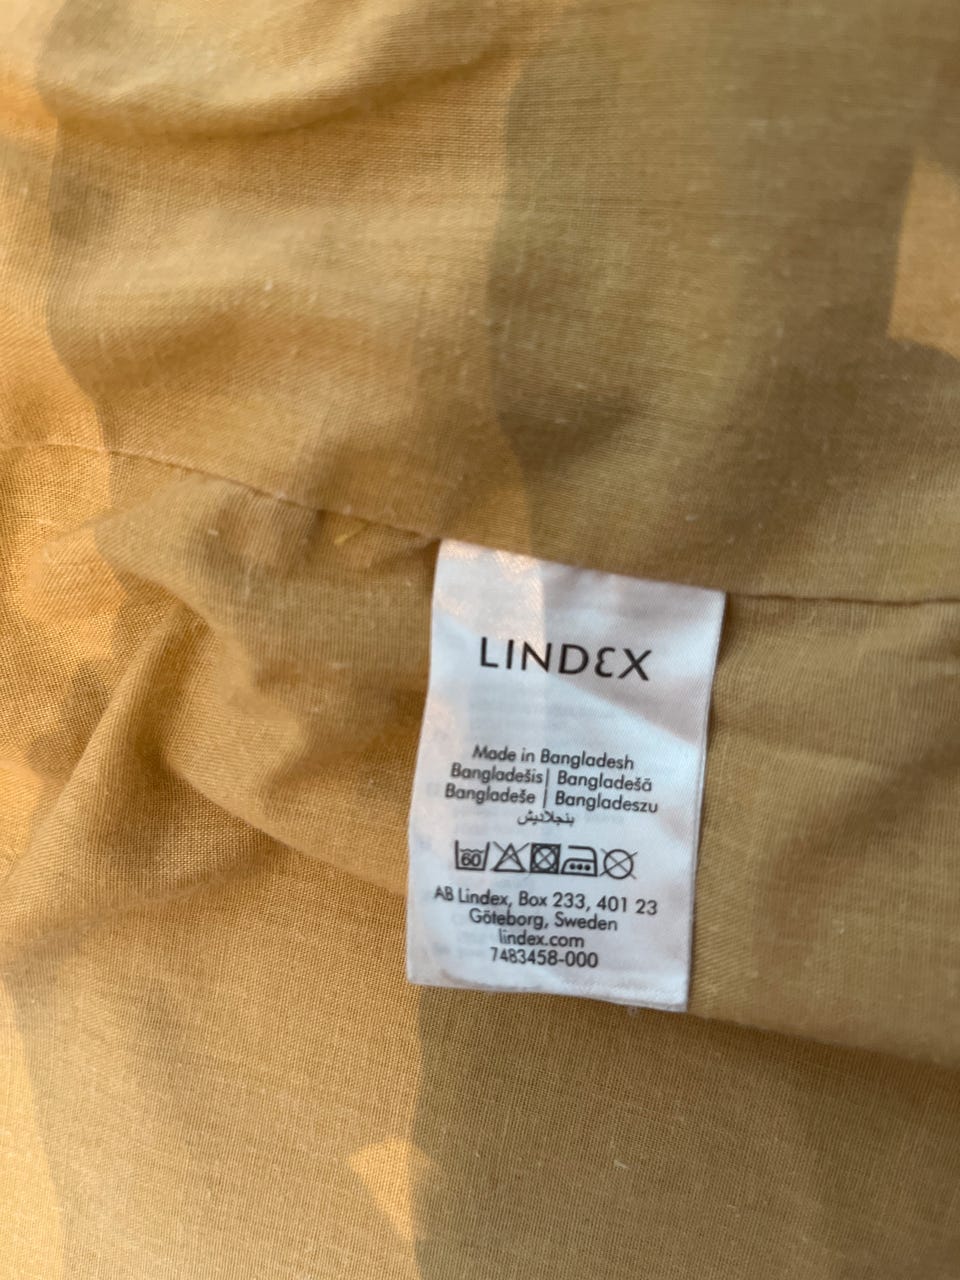 LINDEX
Made in Bangladesh
Bangladešis| Bangladešā
Bangladeše | Bangladeszu
بنجلاديش
60
AB Lindex, Box 233, 401 23
Göteborg, Sweden
lindex.com
7483458-000